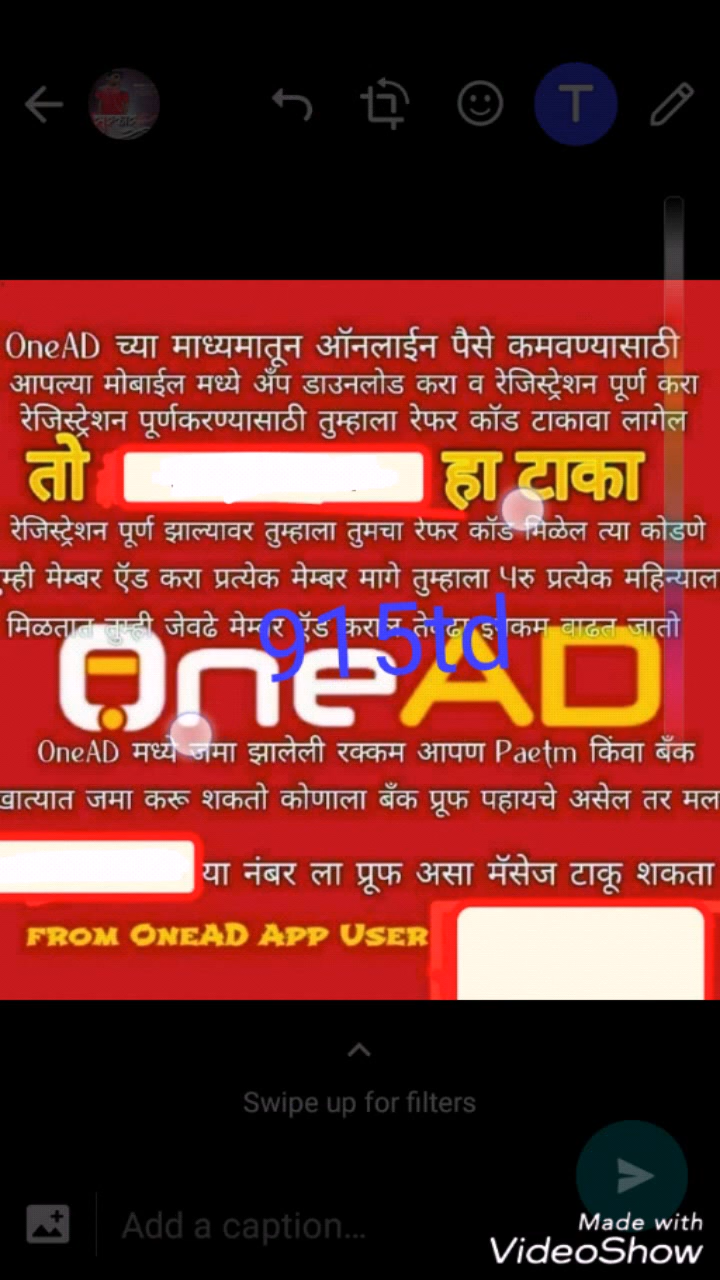 T
OneAD च्या माध्यमातून ऑनलाईन पैसे कमवण्यासाठी
आपल्या मोबाईल मध्ये अँप डाउनलोड करा व रेजिस्ट्रेशन पूर्ण करा
रेजिस्ट्रेशन पूर्णकरण्यासाठी तुम्हाला रेफर कॉड टाकावा लागेल
तो हा टाका
रेजिस्ट्रेशन पूर्ण झाल्यावर तुम्हाला तुमचा रेफर कॉड मिळेल त्या कोडणे
म्ही मेम्बर ऍड करा प्रत्येक मेम्बर मागे तुम्हाला ५रु प्रत्येक महिन्याला
मिळतात तुम्ही जेवढे मेम्बर ऍड कराल तेवढा इनकम वाढत जातो
915td
OneAD
OneAD मध्ये जमा झालेली रक्कम आपण Paetm किंवा बँक
खात्यात जमा करू शकतो कोणाला बँक प्रूफ पहायचे असेल तर मल
या नंबर ला प्रूफ असा मॅसेज टाकू शकता
FROM ONEAD APP USER
Swipe up for filters
Add a caption...
Made with
VideoShow